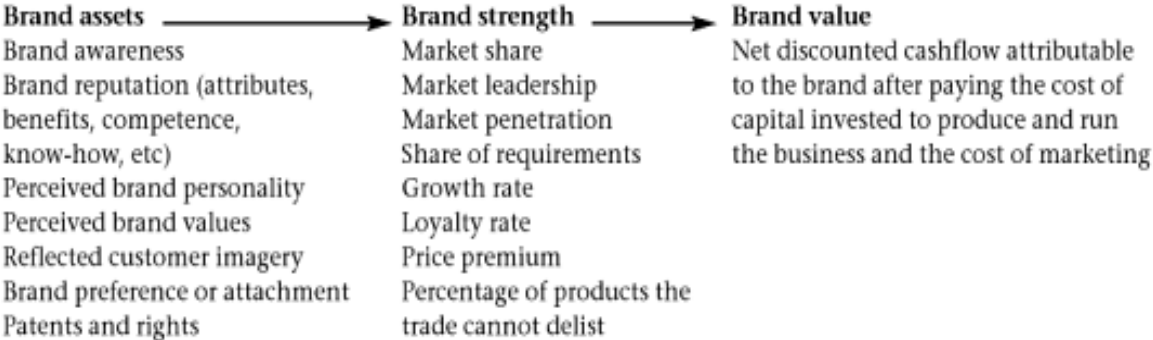 Brand assets
Brand awareness
Brand reputation (attributes,
benefits, competence,
know-how, etc)
Perceived brand personality
Perceived brand values
Reflected customer imagery
Brand preference or attachment
Patents and rights
Brand strength
Market share
Market leadership
Market penetration
Share of requirements
Growth rate
Loyalty rate
Price premium
Percentage of products the
trade cannot delist
Brand value
Net discounted cashflow attributable
to the brand after paying the cost of
capital invested to produce and run
the business and the cost of marketing